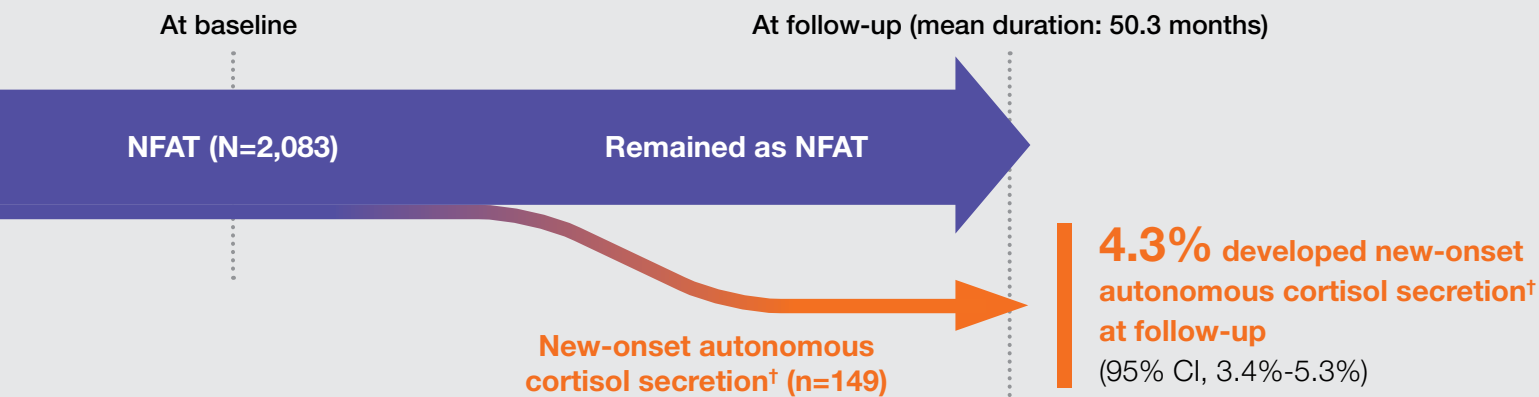 At baseline
At follow-up (mean duration: 50.3 months)
NFAT (N=2,083)
Remained as NFAT
4.3% developed new-onset
autonomous cortisol secretion†
at follow-up
(95% CI, 3.4%-5.3%)
New-onset autonomous
cortisol secretion† (n=149)